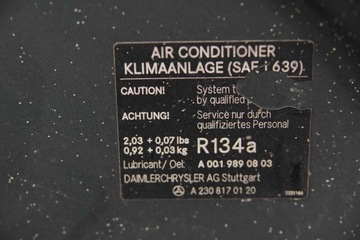 AIR CONDITIONER
KLIMAANLAGE (SAE J 639)
CAUTION! System t
by qualified
ACHTUNG! Service nur durch
qualifiziertes Personal
2,03 + 0,07 lbs
0,92 + 0,03 kg R134a
Lubricant / Oel: A 001 989 08 03
DAIMLERCHRYSLER AG Stuttgart
A 230 817 01 20